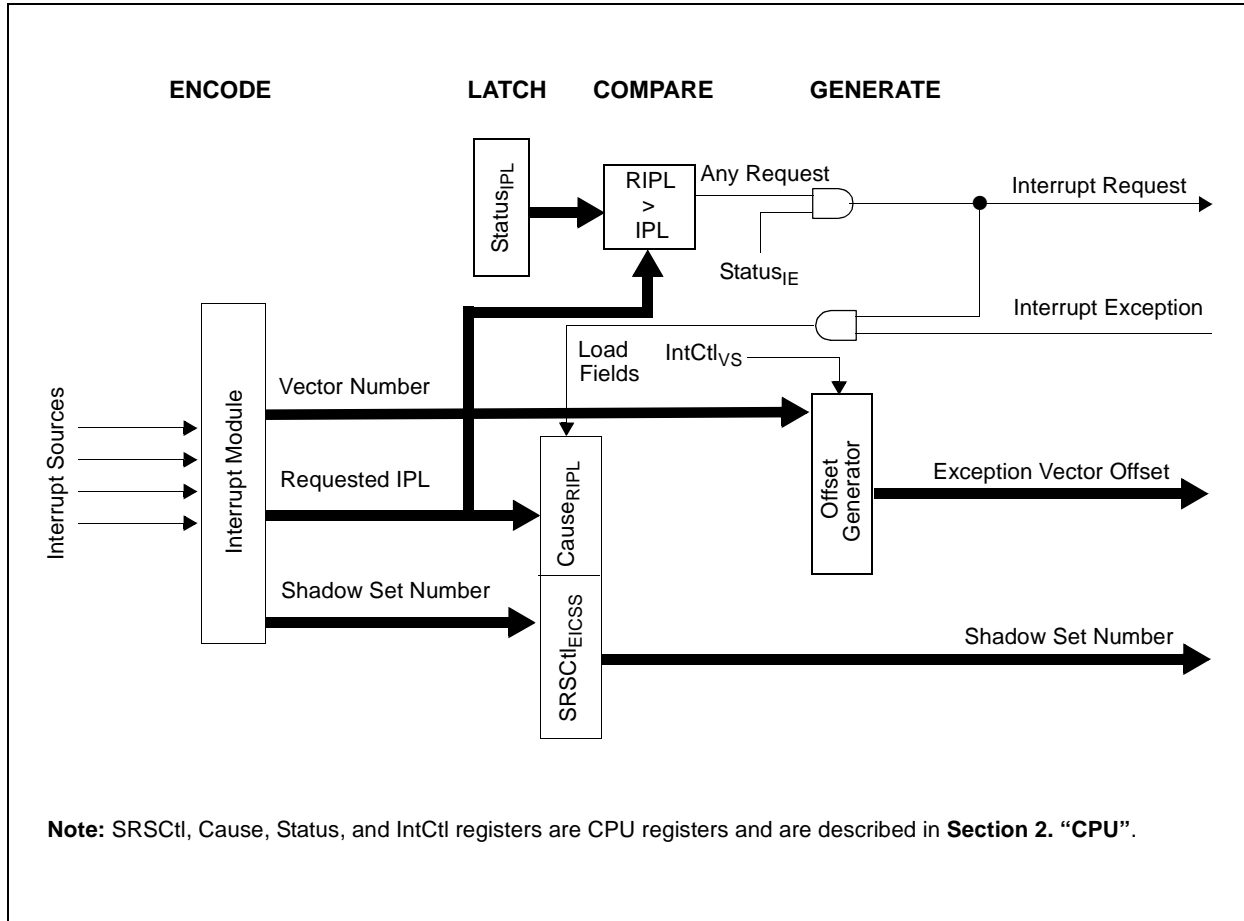 ENCODE LATCH COMPARE GENERATE
StatusIPL
RIPL
>
IPL
Any Request
StatusIE
Interrupt Request
Interrupt Exception
Load
Fields
IntCtlVS
Interrupt Sources
Interrupt Module
Vector Number
Requested IPL
Shadow Set Number
CauseRIPL
SRSCtlEICSS
Offset
Generator
Exception Vector Offset
Shadow Set Number
Note: SRSCtl, Cause, Status, and IntCtl registers are CPU registers and are described in Section 2. “CPU”.